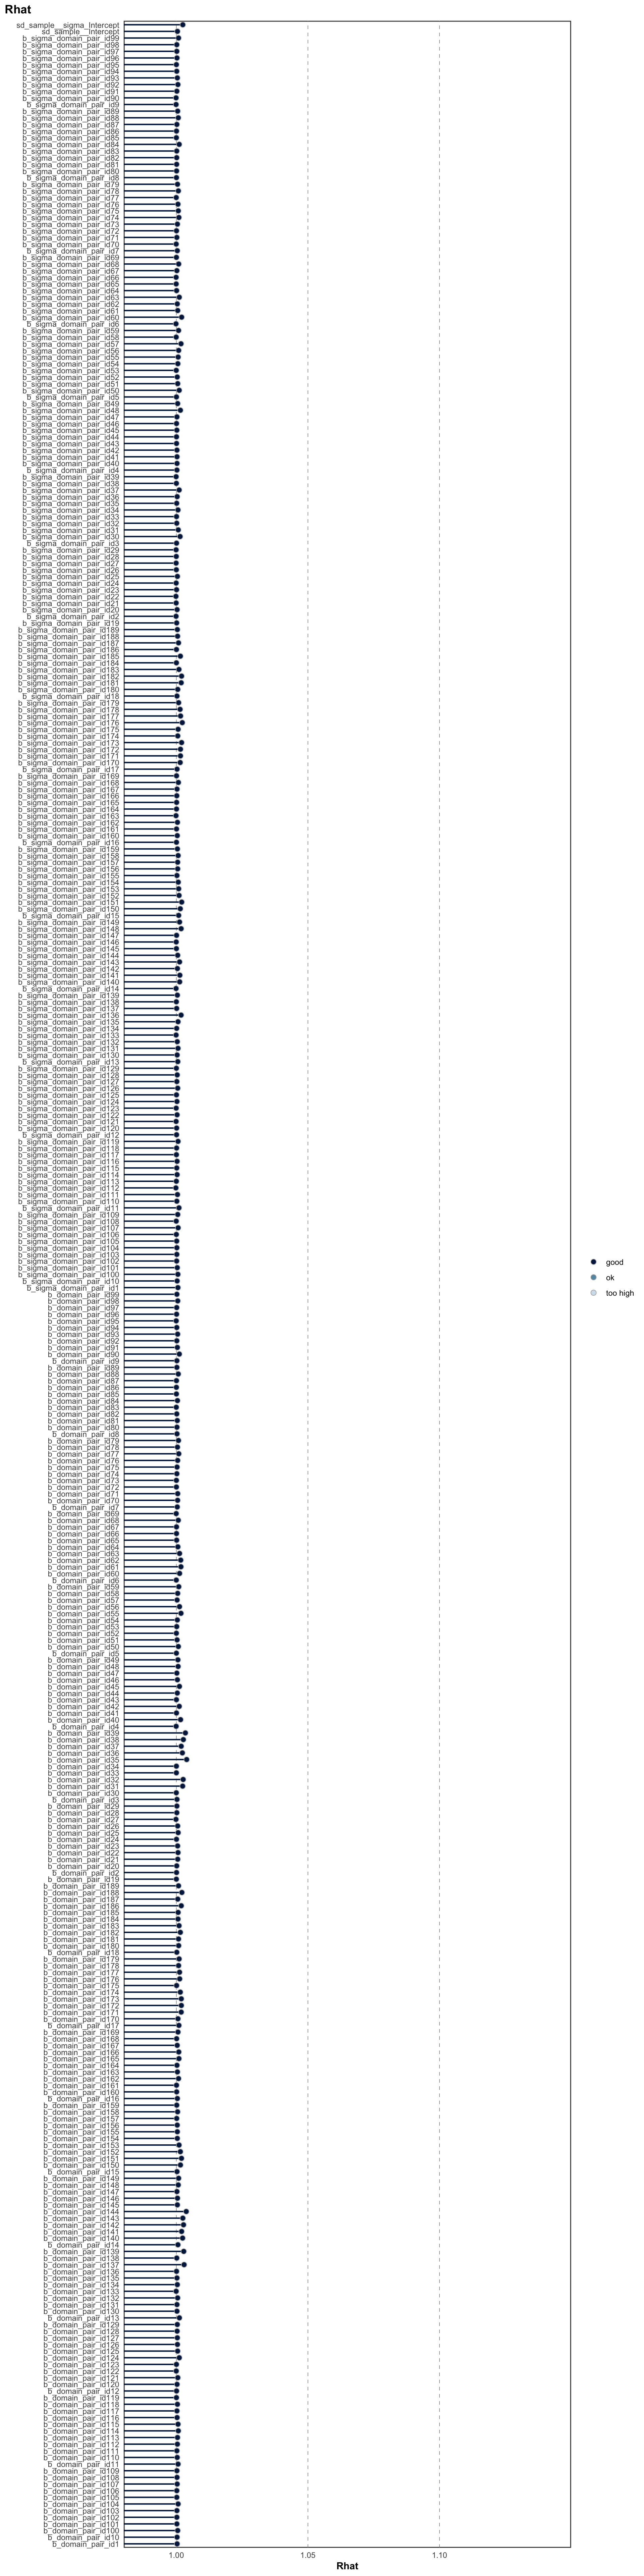 Rhat
sd_sample__sigma_Intercept
sd_sample__Intercept
b_sigma_domain_pair_id99
b_sigma_domain_pair_id98
b_sigma_domain_pair_id97
b_sigma_domain_pair_id96
b_sigma_domain_pair_id95
b_sigma_domain_pair_id94
b_sigma_domain_pair_id93
b_sigma_domain_pair_id92
b_sigma_domain_pair_id91
b_sigma_domain_pair_id90
b_sigma_domain_pair_id9
b_sigma_domain_pair_id89
b_sigma_domain_pair_id88
b_sigma_domain_pair_id87
b_sigma_domain_pair_id86
b_sigma_domain_pair_id85
b_sigma_domain_pair_id84
b_sigma_domain_pair_id83
b_sigma_domain_pair_id82
b_sigma_domain_pair_id81
b_sigma_domain_pair_id80
b_sigma_domain_pair_id8
b_sigma_domain_pair_id79
b_sigma_domain_pair_id78
b_sigma_domain_pair_id77
b_sigma_domain_pair_id76
b_sigma_domain_pair_id75
b_sigma_domain_pair_id74
b_sigma_domain_pair_id73
b_sigma_domain_pair_id72
b_sigma_domain_pair_id71
b_sigma_domain_pair_id70
b_sigma_domain_pair_id7
b_sigma_domain_pair_id69
b_sigma_domain_pair_id68
b_sigma_domain_pair_id67
b_sigma_domain_pair_id66
b_sigma_domain_pair_id65
b_sigma_domain_pair_id64
b_sigma_domain_pair_id63
b_sigma_domain_pair_id62
b_sigma_domain_pair_id61
b_sigma_domain_pair_id60
b_sigma_domain_pair_id6
b_sigma_domain_pair_id59
b_sigma_domain_pair_id58
b_sigma_domain_pair_id57
b_sigma_domain_pair_id56
b_sigma_domain_pair_id55
b_sigma_domain_pair_id54
b_sigma_domain_pair_id53
b_sigma_domain_pair_id52
b_sigma_domain_pair_id51
b_sigma_domain_pair_id50
b_sigma_domain_pair_id5
b_sigma_domain_pair_id49
b_sigma_domain_pair_id48
b_sigma_domain_pair_id47
b_sigma_domain_pair_id46
b_sigma_domain_pair_id45
b_sigma_domain_pair_id44
b_sigma_domain_pair_id43
b_sigma_domain_pair_id42
b_sigma_domain_pair_id41
b_sigma_domain_pair_id40
b_sigma_domain_pair_id4
b_sigma_domain_pair_id39
b_sigma_domain_pair_id38
b_sigma_domain_pair_id37
b_sigma_domain_pair_id36
b_sigma_domain_pair_id35
b_sigma_domain_pair_id34
b_sigma_domain_pair_id33
b_sigma_domain_pair_id32
b_sigma_domain_pair_id31
b_sigma_domain_pair_id30
b_sigma_domain_pair_id3
b_sigma_domain_pair_id29
b_sigma_domain_pair_id28
b_sigma_domain_pair_id27
b_sigma_domain_pair_id26
b_sigma_domain_pair_id25
b_sigma_domain_pair_id24
b_sigma_domain_pair_id23
b_sigma_domain_pair_id22
b_sigma_domain_pair_id21
b_sigma_domain_pair_id20
b_sigma_domain_pair_id2
b_sigma_domain_pair_id19
b_sigma_domain_pair_id189
b_sigma_domain_pair_id188
b_sigma_domain_pair_id187
b_sigma_domain_pair_id186
b_sigma_domain_pair_id185
b_sigma_domain_pair_id184
b_sigma_domain_pair_id183
b_sigma_domain_pair_id182
b_sigma_domain_pair_id181
b_sigma_domain_pair_id180
b_sigma_domain_pair_id18
b_sigma_domain_pair_id179
b_sigma_domain_pair_id178
b_sigma_domain_pair_id177
b_sigma_domain_pair_id176
b_sigma_domain_pair_id175
b_sigma_domain_pair_id174
b_sigma_domain_pair_id173
b_sigma_domain_pair_id172
b_sigma_domain_pair_id171
b_sigma_domain_pair_id170
b_sigma_domain_pair_id17
b_sigma_domain_pair_id169
b_sigma_domain_pair_id168
b_sigma_domain_pair_id167
b_sigma_domain_pair_id166
b_sigma_domain_pair_id165
b_sigma_domain_pair_id164
b_sigma_domain_pair_id163
b_sigma_domain_pair_id162
b_sigma_domain_pair_id161
b_sigma_domain_pair_id160
b_sigma_domain_pair_id16
b_sigma_domain_pair_id159
b_sigma_domain_pair_id158
b_sigma_domain_pair_id157
b_sigma_domain_pair_id156
b_sigma_domain_pair_id155
b_sigma_domain_pair_id154
b_sigma_domain_pair_id153
b_sigma_domain_pair_id152
b_sigma_domain_pair_id151
b_sigma_domain_pair_id150
b_sigma_domain_pair_id15
b_sigma_domain_pair_id149
b_sigma_domain_pair_id148
b_sigma_domain_pair_id147
b_sigma_domain_pair_id146
b_sigma_domain_pair_id145
b_sigma_domain_pair_id144
b_sigma_domain_pair_id143
b_sigma_domain_pair_id142
b_sigma_domain_pair_id141
b_sigma_domain_pair_id140
b_sigma_domain_pair_id14
b_sigma_domain_pair_id139
b_sigma_domain_pair_id138
b_sigma_domain_pair_id137
b_sigma_domain_pair_id136
b_sigma_domain_pair_id135
b_sigma_domain_pair_id134
b_sigma_domain_pair_id133
b_sigma_domain_pair_id132
b_sigma_domain_pair_id131
b_sigma_domain_pair_id130
b_sigma_domain_pair_id13
b_sigma_domain_pair_id129
b_sigma_domain_pair_id128
b_sigma_domain_pair_id127
b_sigma_domain_pair_id126
b_sigma_domain_pair_id125
b_sigma_domain_pair_id124
b_sigma_domain_pair_id123
b_sigma_domain_pair_id122
b_sigma_domain_pair_id121
b_sigma_domain_pair_id120
b_sigma_domain_pair_id12
b_sigma_domain_pair_id119
b_sigma_domain_pair_id118
b_sigma_domain_pair_id117
b_sigma_domain_pair_id116
b_sigma_domain_pair_id115
b_sigma_domain_pair_id114
b_sigma_domain_pair_id113
b_sigma_domain_pair_id112
b_sigma_domain_pair_id111
b_sigma_domain_pair_id110
b_sigma_domain_pair_id11
b_sigma_domain_pair_id109
b_sigma_domain_pair_id108
b_sigma_domain_pair_id107
b_sigma_domain_pair_id106
b_sigma_domain_pair_id105
b_sigma_domain_pair_id104
b_sigma_domain_pair_id103
b_sigma_domain_pair_id102
b_sigma_domain_pair_id101
b_sigma_domain_pair_id100
b_sigma_domain_pair_id10
b_sigma_domain_pair_id1
b_domain_pair_id99
b_domain_pair_id98
b_domain_pair_id97
b_domain_pair_id96
b_domain_pair_id95
b_domain_pair_id94
b_domain_pair_id93
b_domain_pair_id92
b_domain_pair_id91
b_domain_pair_id90
b_domain_pair_id9
b_domain_pair_id89
b_domain_pair_id88
b_domain_pair_id87
b_domain_pair_id86
b_domain_pair_id85
b_domain_pair_id84
b_domain_pair_id83
b_domain_pair_id82
b_domain_pair_id81
b_domain_pair_id80
b_domain_pair_id8
b_domain_pair_id79
b_domain_pair_id78
b_domain_pair_id77
b_domain_pair_id76
b_domain_pair_id75
b_domain_pair_id74
b_domain_pair_id73
b_domain_pair_id72
b_domain_pair_id71
b_domain_pair_id70
b_domain_pair_id7
b_domain_pair_id69
b_domain_pair_id68
b_domain_pair_id67
b_domain_pair_id66
b_domain_pair_id65
b_domain_pair_id64
b_domain_pair_id63
b_domain_pair_id62
b_domain_pair_id61
b_domain_pair_id60
b_domain_pair_id6
b_domain_pair_id59
b_domain_pair_id58
b_domain_pair_id57
b_domain_pair_id56
b_domain_pair_id55
b_domain_pair_id54
b_domain_pair_id53
b_domain_pair_id52
b_domain_pair_id51
b_domain_pair_id50
b_domain_pair_id5
b_domain_pair_id49
b_domain_pair_id48
b_domain_pair_id47
b_domain_pair_id46
b_domain_pair_id45
b_domain_pair_id44
b_domain_pair_id43
b_domain_pair_id42
b_domain_pair_id41
b_domain_pair_id40
b_domain_pair_id4
b_domain_pair_id39
b_domain_pair_id38
b_domain_pair_id37
b_domain_pair_id36
b_domain_pair_id35
b_domain_pair_id34
b_domain_pair_id33
b_domain_pair_id32
b_domain_pair_id31
b_domain_pair_id30
b_domain_pair_id3
b_domain_pair_id29
b_domain_pair_id28
b_domain_pair_id27
b_domain_pair_id26
b_domain_pair_id25
b_domain_pair_id24
b_domain_pair_id23
b_domain_pair_id22
b_domain_pair_id21
b_domain_pair_id20
b_domain_pair_id2
b_domain_pair_id19
b_domain_pair_id189
b_domain_pair_id188
b_domain_pair_id187
b_domain_pair_id186
b_domain_pair_id185
b_domain_pair_id184
b_domain_pair_id183
b_domain_pair_id182
b_domain_pair_id181
b_domain_pair_id180
b_domain_pair_id18
b_domain_pair_id179
b_domain_pair_id178
b_domain_pair_id177
b_domain_pair_id176
b_domain_pair_id175
b_domain_pair_id174
b_domain_pair_id173
b_domain_pair_id172
b_domain_pair_id171
b_domain_pair_id170
b_domain_pair_id17
b_domain_pair_id169
b_domain_pair_id168
b_domain_pair_id167
b_domain_pair_id166
b_domain_pair_id165
b_domain_pair_id164
b_domain_pair_id163
b_domain_pair_id162
b_domain_pair_id161
b_domain_pair_id160
b_domain_pair_id16
b_domain_pair_id159
b_domain_pair_id158
b_domain_pair_id157
b_domain_pair_id156
b_domain_pair_id155
b_domain_pair_id154
b_domain_pair_id153
b_domain_pair_id152
b_domain_pair_id151
b_domain_pair_id150
b_domain_pair_id15
b_domain_pair_id149
b_domain_pair_id148
b_domain_pair_id147
b_domain_pair_id146
b_domain_pair_id145
b_domain_pair_id144
b_domain_pair_id143
b_domain_pair_id142
b_domain_pair_id141
b_domain_pair_id140
b_domain_pair_id14
b_domain_pair_id139
b_domain_pair_id138
b_domain_pair_id137
b_domain_pair_id136
b_domain_pair_id135
b_domain_pair_id134
b_domain_pair_id133
b_domain_pair_id132
b_domain_pair_id131
b_domain_pair_id130
b_domain_pair_id13
b_domain_pair_id129
b_domain_pair_id128
b_domain_pair_id127
b_domain_pair_id126
b_domain_pair_id125
b_domain_pair_id124
b_domain_pair_id123
b_domain_pair_id122
b_domain_pair_id121
b_domain_pair_id120
b_domain_pair_id12
b_domain_pair_id119
b_domain_pair_id118
b_domain_pair_id117
b_domain_pair_id116
b_domain_pair_id115
b_domain_pair_id114
b_domain_pair_id113
b_domain_pair_id112
b_domain_pair_id111
b_domain_pair_id110
b_domain_pair_id11
b_domain_pair_id109
b_domain_pair_id108
b_domain_pair_id107
b_domain_pair_id106
b_domain_pair_id105
b_domain_pair_id104
b_domain_pair_id103
b_domain_pair_id102
b_domain_pair_id101
b_domain_pair_id100
b_domain_pair_id10
b_domain_pair_id1
1.00 1.05 1.10
Rhat
good
ok
too high